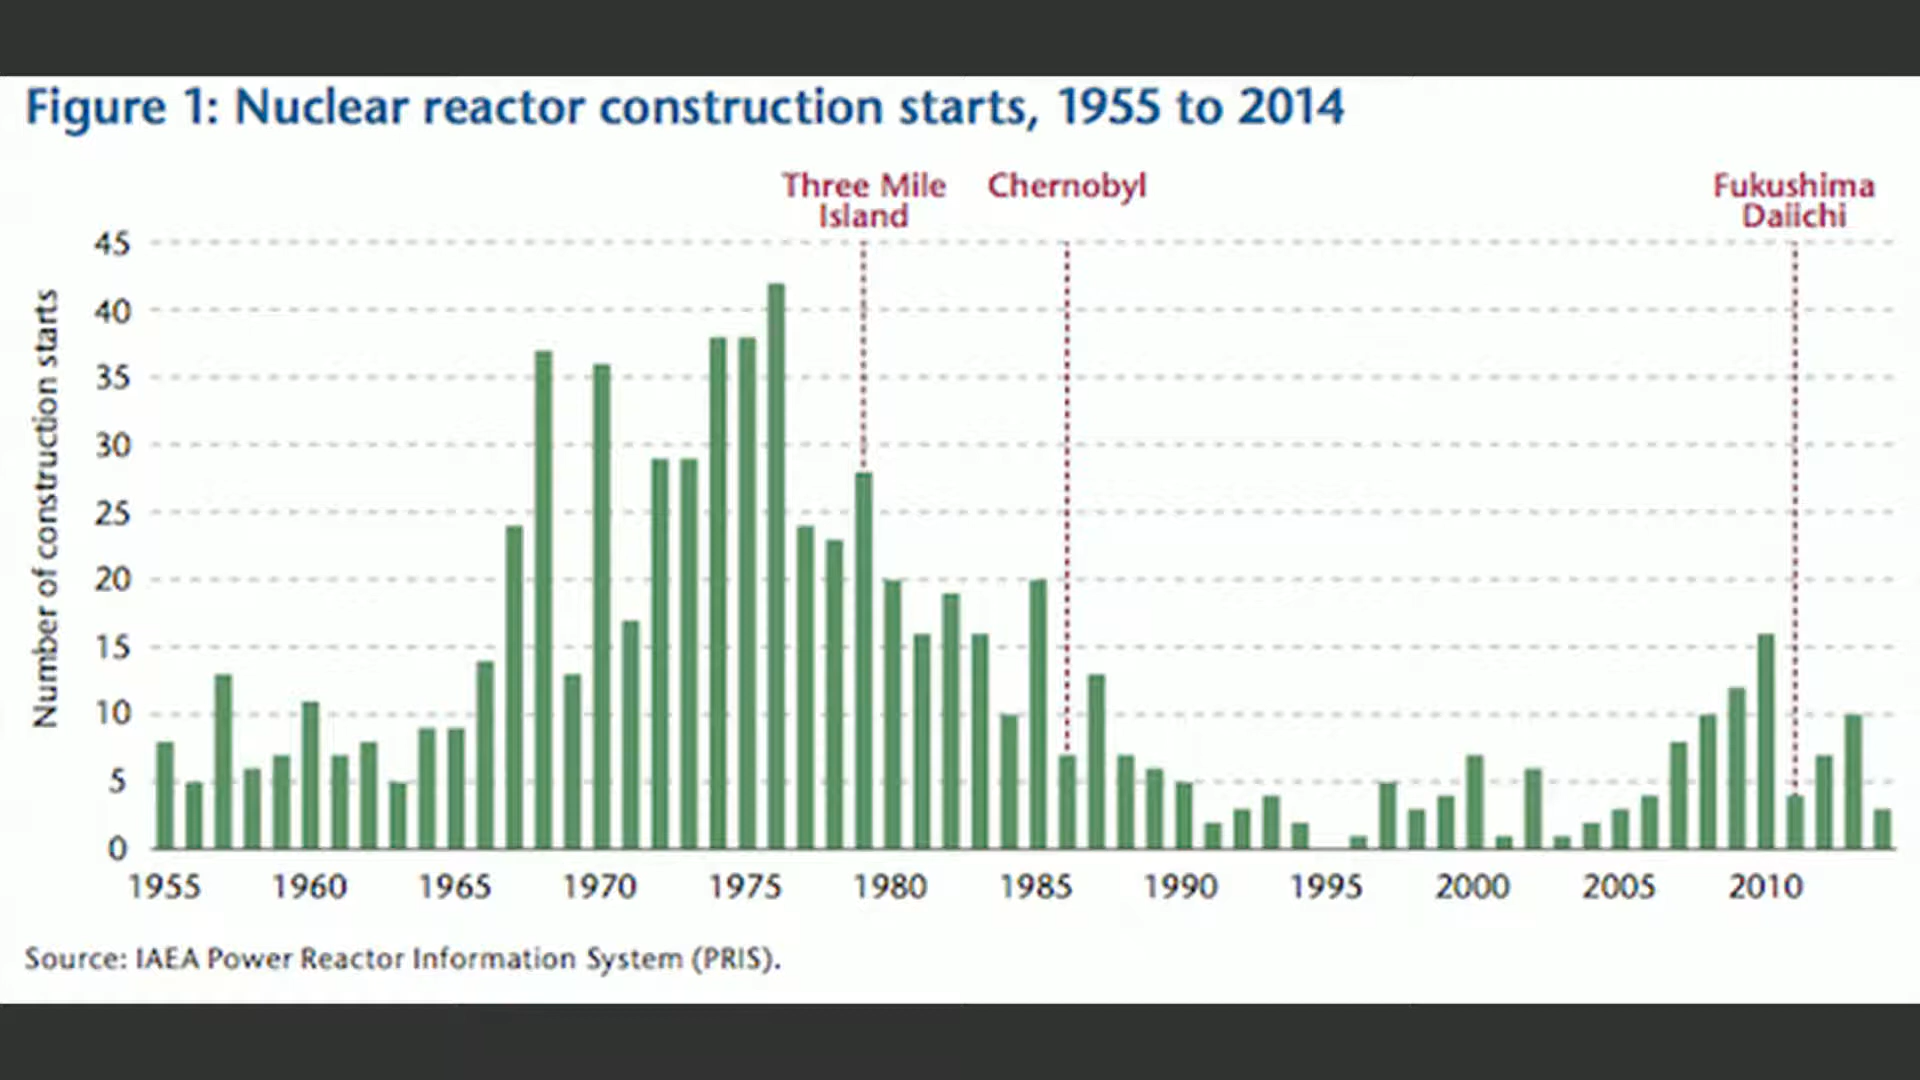 Figure 1: Nuclear reactor construction starts, 1955 to 2014
Three Mile
Island
Chernobyl
Fukushima
Daiichi
Number of construction starts
45
40
35
30
25
20
15
10
5
0
1955 1960 1965 1970 1975 1980 1985 1990 1995 2000 2005 2010
Source: IAEA Power Reactor Information System (PRIS).